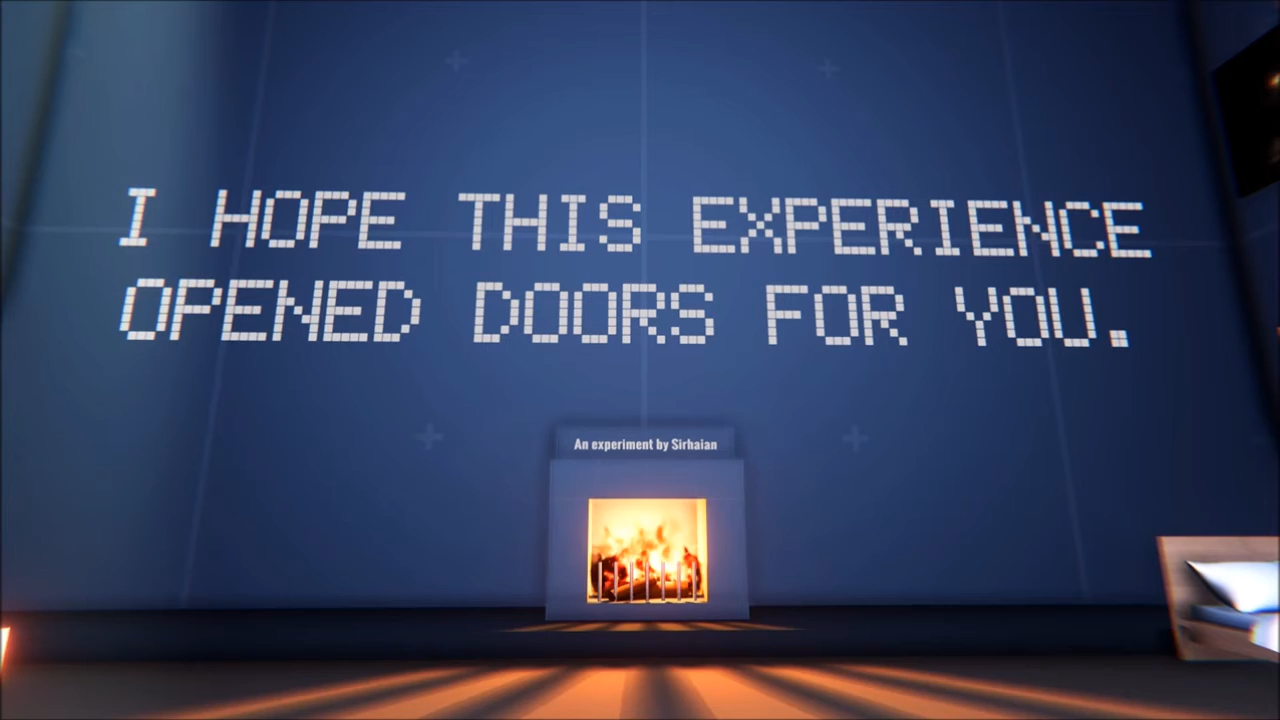 I HOPE THIS EXPERIENCE
OPENED DOORS FOR YOU.
An experiment by Sirhaian